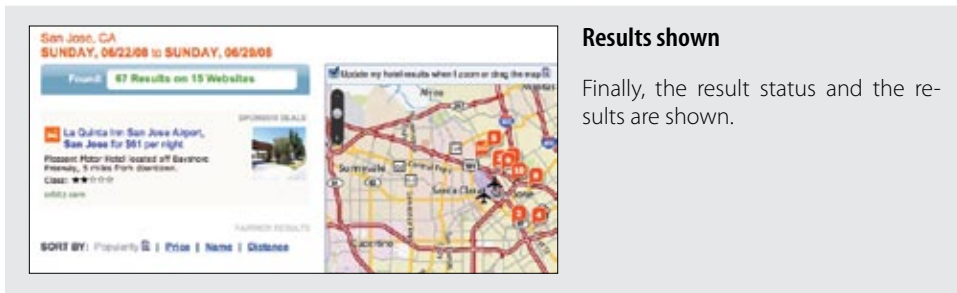 San Jose, CA
SUNDAY, 06/22/08 to SUNDAY, 06/29/08
Found: 67 Results on 15 Websites
SPONSOR DEALS
La Quinta Inn San Jose Airport,
San Jose for $61 per night
Pleasant Motor Hotel located off Bayshore
Freeway, 5 miles from downtown.
Class: ★★☆☆☆
PARTNER RESULTS
SORT BY: Popularity | Price | Name | Distance
Update my hotel results when I zoom or drag the map
Sunnyvale
Santa Clara
Jose
Cupertino
Results shown
Finally, the result status and the re-
sults are shown.